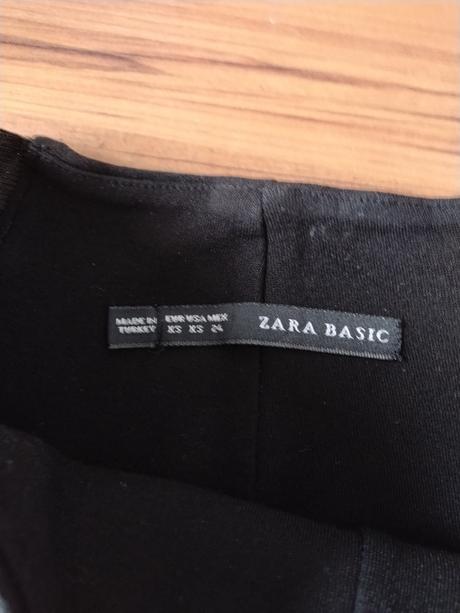 MADE IN
TURKEY
EUR USA MEX
XS XS 24
ZARA BASIC